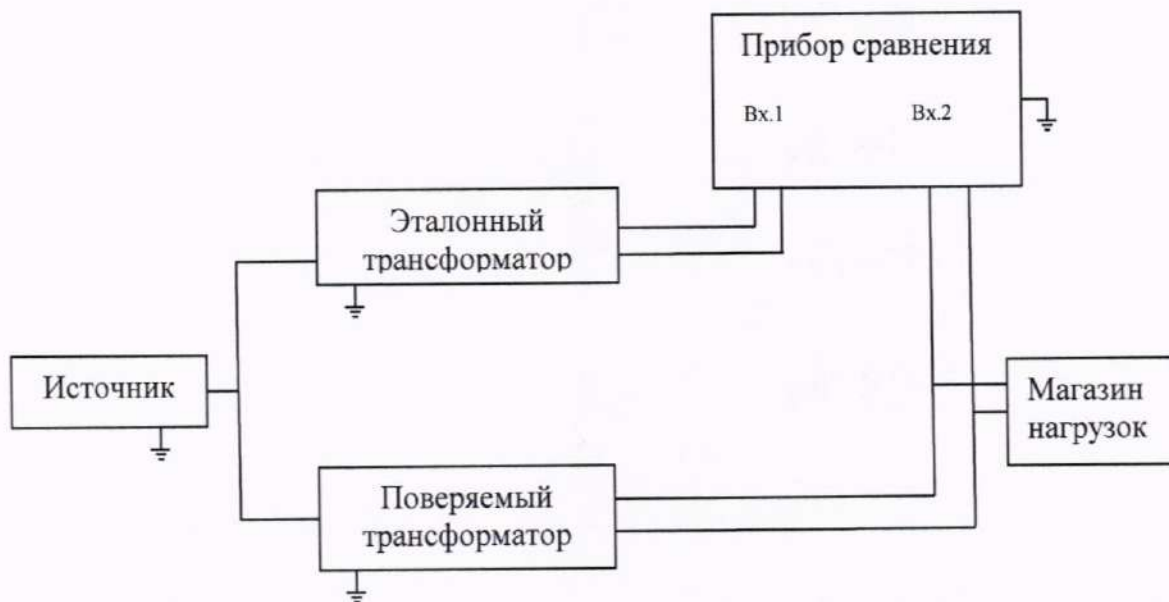 Прибор сравнения
Вх.1 Вх.2
Эталонный
трансформатор
Источник
Магазин
нагрузок
Поверяемый
трансформатор